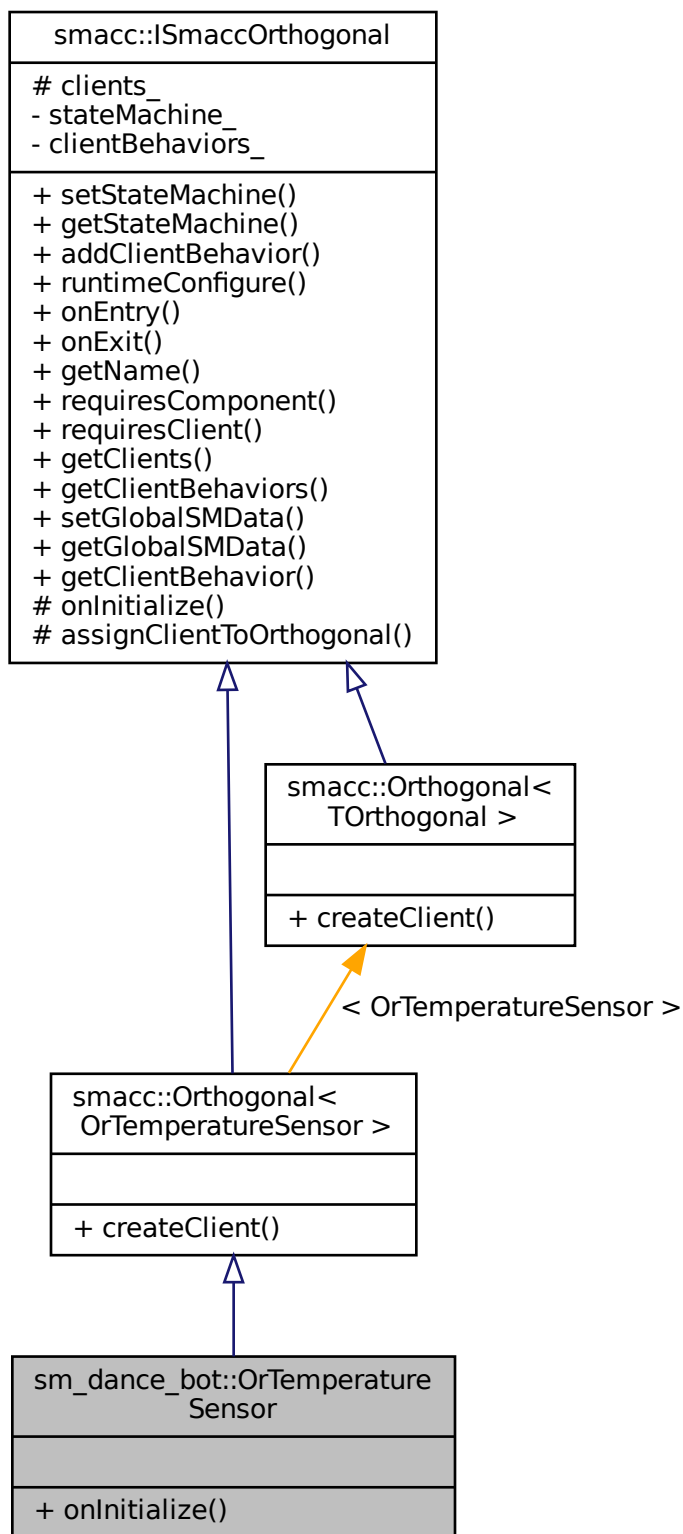 smacc::ISmaccOrthogonal
# clients_
- stateMachine_
- clientBehaviors_
+ setStateMachine()
+ getStateMachine()
+ addClientBehavior()
+ runtimeConfigure()
+ onEntry()
+ onExit()
+ getName()
+ requiresComponent()
+ requiresClient()
+ getClients()
+ getClientBehaviors()
+ setGlobalSMData()
+ getGlobalSMData()
+ getClientBehavior()
# onInitialize()
# assignClientToOrthogonal()
smacc::Orthogonal<
TOrthogonal >
+ createClient()
< OrTemperatureSensor >
smacc::Orthogonal<
OrTemperatureSensor >
+ createClient()
sm_dance_bot::OrTemperature
Sensor
+ onInitialize()